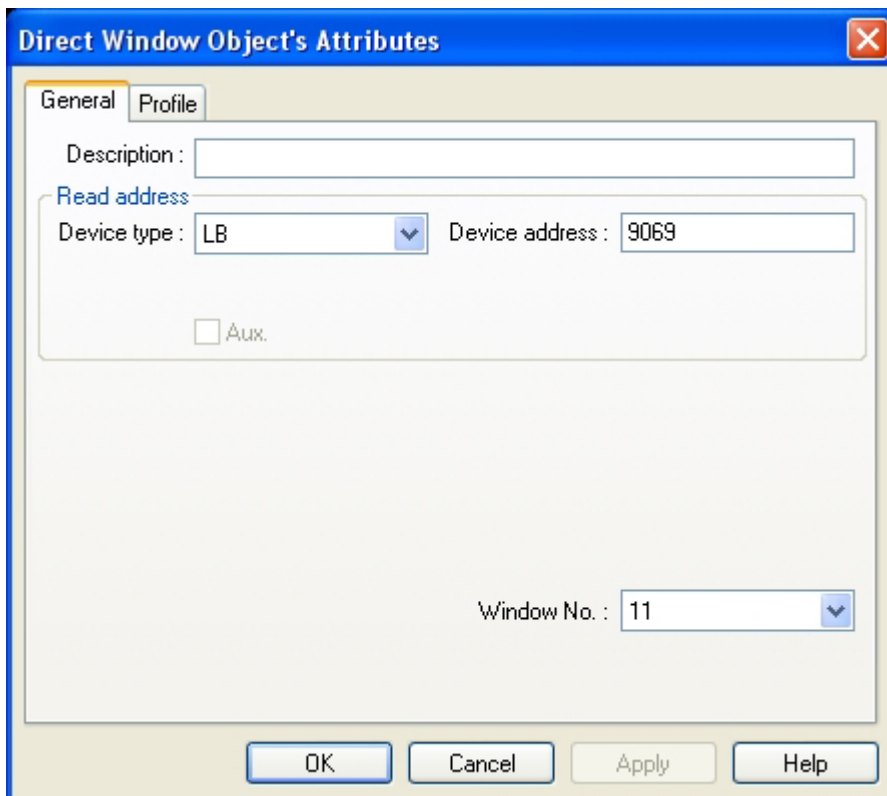 Direct Window Object's Attributes
General Profile
Description :
Read address
Device type : LB Device address : 9069
Aux.
Window No. : 11
OK Cancel Apply Help